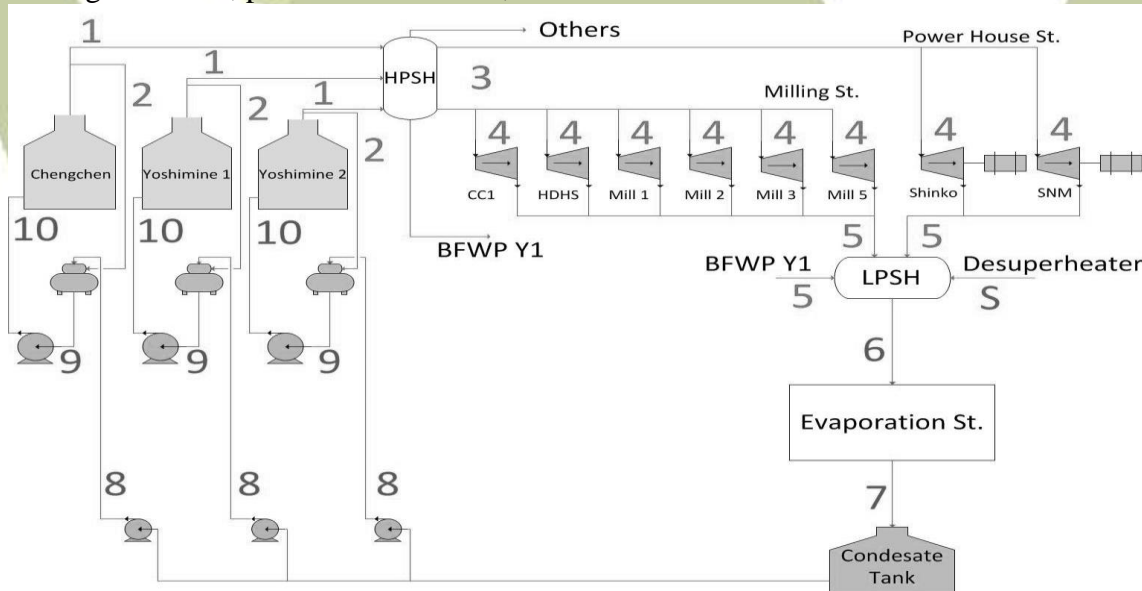 1
Others
Power House St.
1
2
HPSH
3
1
Milling St.
2
2
4
4
4
4
4
4
4
4
Chengchen
Yoshimine 1
Yoshimine 2
CC1
HDHS
Mill 1
Mill 2
Mill 3
Mill 5
Shinko
SNM
10
10
10
BFWP Y1
5
5
BFWP Y1
LPSH
Desuperheater
5
S
9
9
9
6
Evaporation St.
8
8
8
7
Condesate
Tank